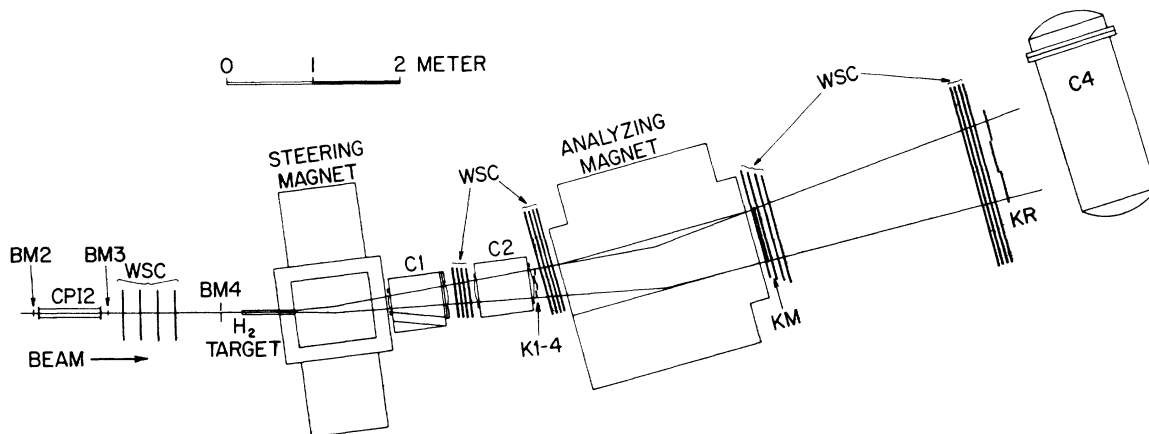 0 1 2 METER
WSC
C4
STEERING
MAGNET
ANALYZING
MAGNET
WSC
KR
BM2
BM3
WSC
CPI2
BM4
C1
C2
H2
TARGET
BEAM
K1-4
KM